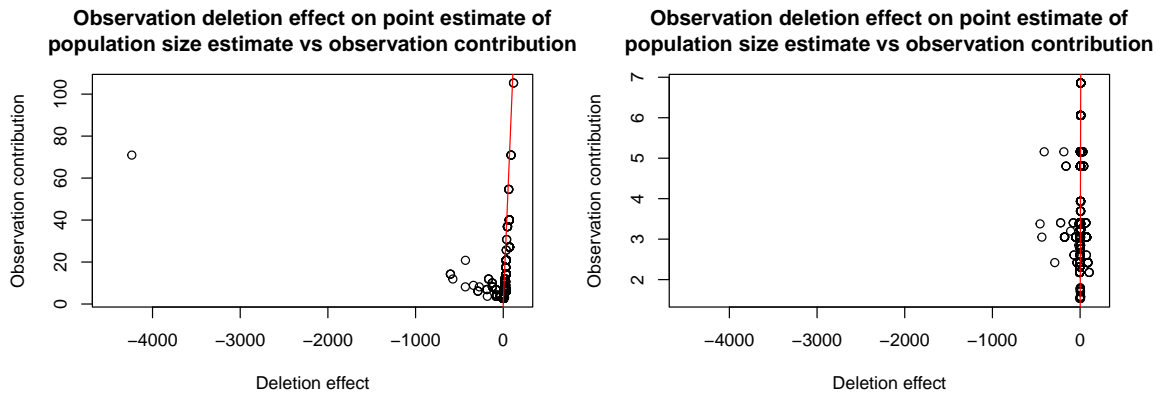 Observation deletion effect on point estimate of
population size estimate vs observation contribution
Observation contribution
100
80
60
40
20
0
−4000
−3000
−2000
−1000
0
Deletion effect
Observation deletion effect on point estimate of
population size estimate vs observation contribution
Observation contribution
7
6
5
4
3
2
−4000
−3000
−2000
−1000
0
Deletion effect